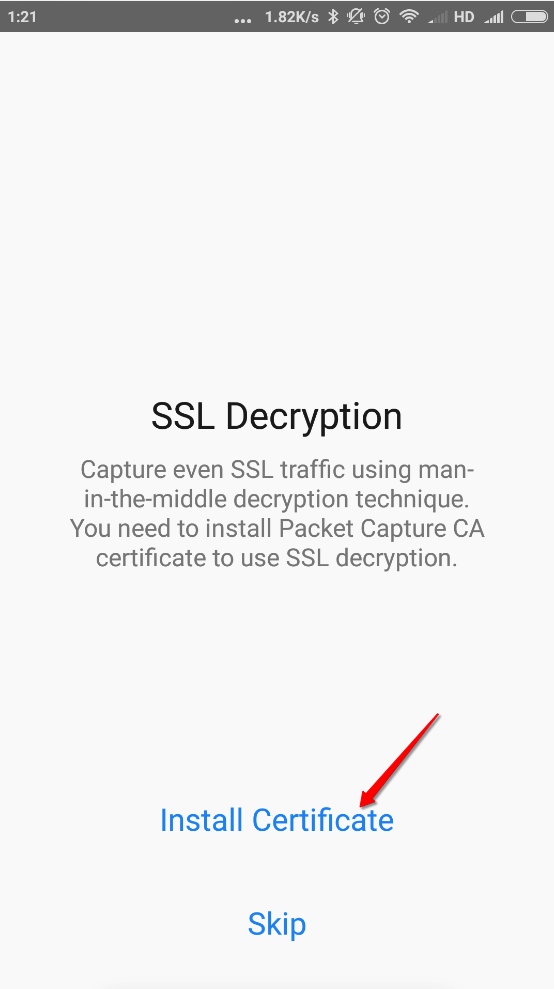 1:21 ... 1.82K/s HD
SSL Decryption
Capture even SSL traffic using man-
in-the-middle decryption technique.
You need to install Packet Capture CA
certificate to use SSL decryption.
Install Certificate
Skip